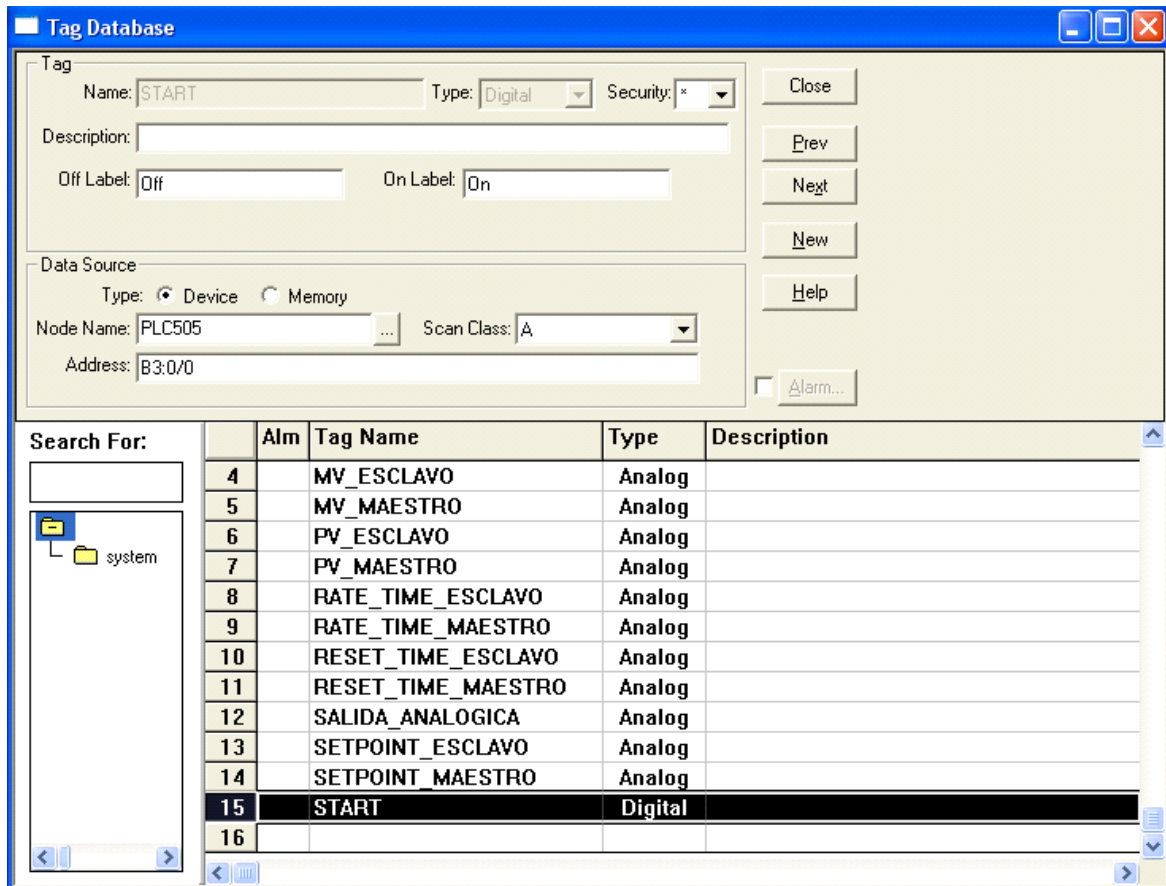 Tag Database
Tag
Name: START Type: Digital Security: *
Close
Description:
Prev
Off Label: Off On Label: On
Next
New
Data Source
Type: Device Memory
Help
Node Name: PLC505 ... Scan Class: A
Address: B3:0/0
Alarm...
Search For:
system
Alm Tag Name Type Description
4 MV_ESCLAVO Analog
5 MV_MAESTRO Analog
6 PV_ESCLAVO Analog
7 PV_MAESTRO Analog
8 RATE_TIME_ESCLAVO Analog
9 RATE_TIME_MAESTRO Analog
10 RESET_TIME_ESCLAVO Analog
11 RESET_TIME_MAESTRO Analog
12 SALIDA_ANALOGICA Analog
13 SETPOINT_ESCLAVO Analog
14 SETPOINT_MAESTRO Analog
15 START Digital
16